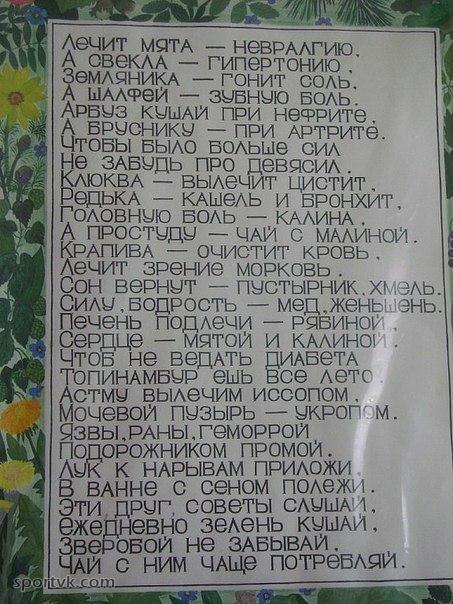 Лечит мята — невралгию,
А свекла — гипертонию,
Земляника — гонит соль,
А шалфей — зубную боль.
Арбуз кушай при нефрите,
А бруснику — при артрите.
Чтобы было больше сил
Не забудь про девясил.
Клюква — вылечит цистит,
Редька — кашель и бронхит,
Головную боль — калина,
А простуду — чай с малиной.
Крапива — очистит кровь,
Лечит зрение морковь.
Сон вернут — пустырник, хмель.
Силу, бодрость — мед, женьшень.
Печень подлечи — рябиной,
Сердце — мятой и калиной.
Чтоб не ведать диабета
Топинамбур ешь все лето.
Астму вылечим иссопом,
Мочевой пузырь — укропом.
Язвы, раны, геморрой
Подорожником промой.
Лук к нарывам приложи,
В ванне с сеном полежи.
Эти друг, советы слушай,
Ежедневно зелень кушай,
Зверобой не забывай,
Чай с ним чаще потребляй.
sportvk.com